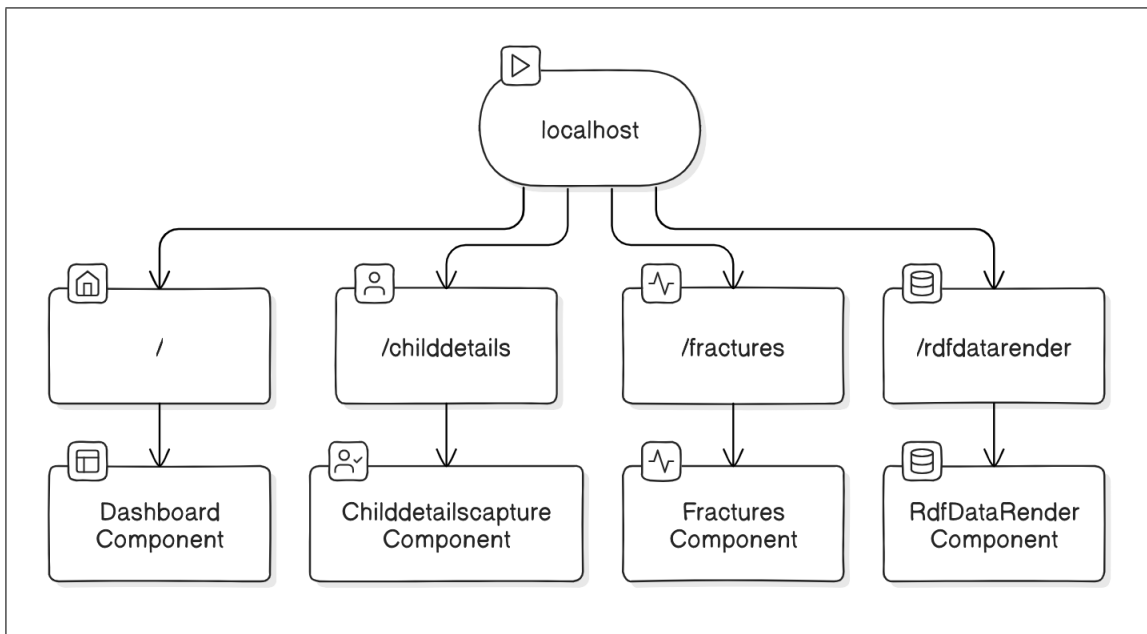 localhost
/
/childdetails
/fractures
/rdfdatarender
Dashboard
Component
Childdetailscapture
Component
Fractures
Component
RdfDataRender
Component